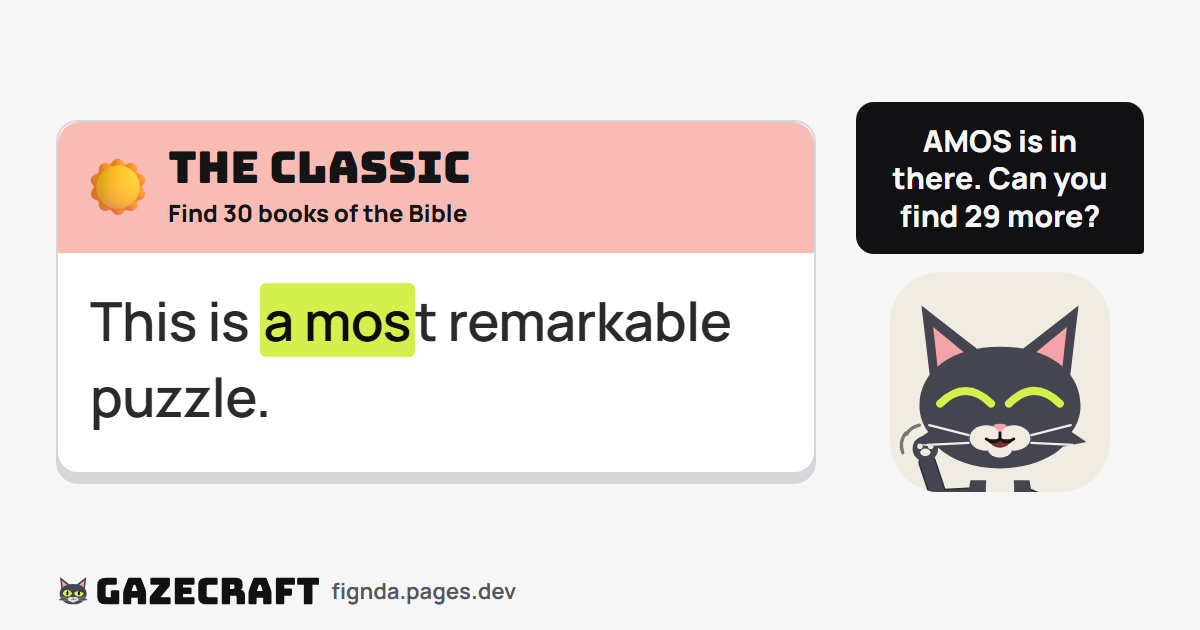 THE CLASSIC
Find 30 books of the Bible
This is a most remarkable
puzzle.
AMOS is in
there. Can you
find 29 more?
GAZECRAFT fignda.pages.dev